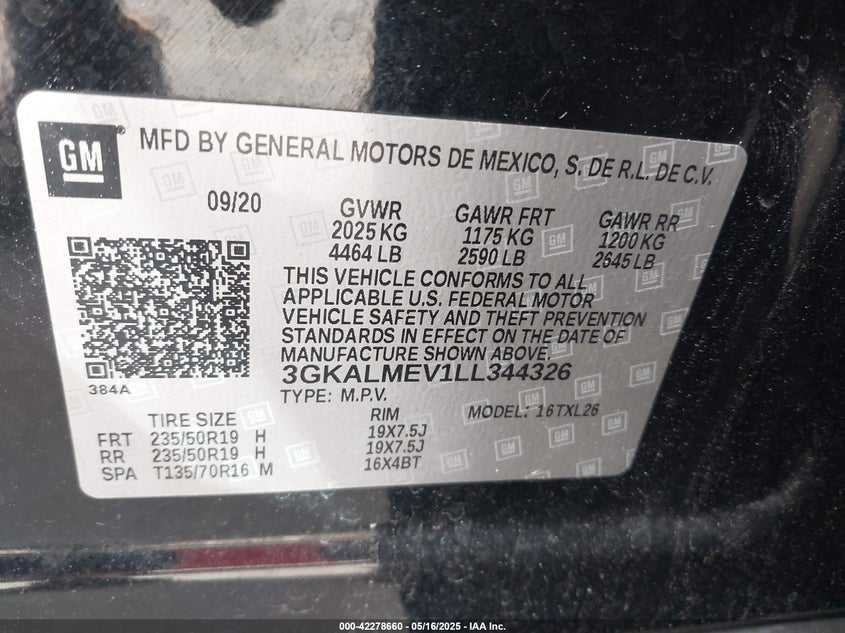 GM
MFD BY GENERAL MOTORS DE MEXICO, S. DE R.L. DE C.V.
09/20
GVWR GAWR FRT GAWR RR
2025 KG 1175 KG 1200 KG
4464 LB 2590 LB 2645 LB
THIS VEHICLE CONFORMS TO ALL
APPLICABLE U.S. FEDERAL MOTOR
VEHICLE SAFETY AND THEFT PREVENTION
STANDARDS IN EFFECT ON THE DATE OF
MANUFACTURE SHOWN ABOVE.
384A
3GKALMEV1LL344326
TYPE: M.P.V.
TIRE SIZE RIM MODEL: 16TXL26
FRT 235/50R19 H 19X7.5J
RR 235/50R19 H 19X7.5J
SPA T135/70R16 M 16X4BT
000-42278660 - 05/16/2025 - IAA Inc.